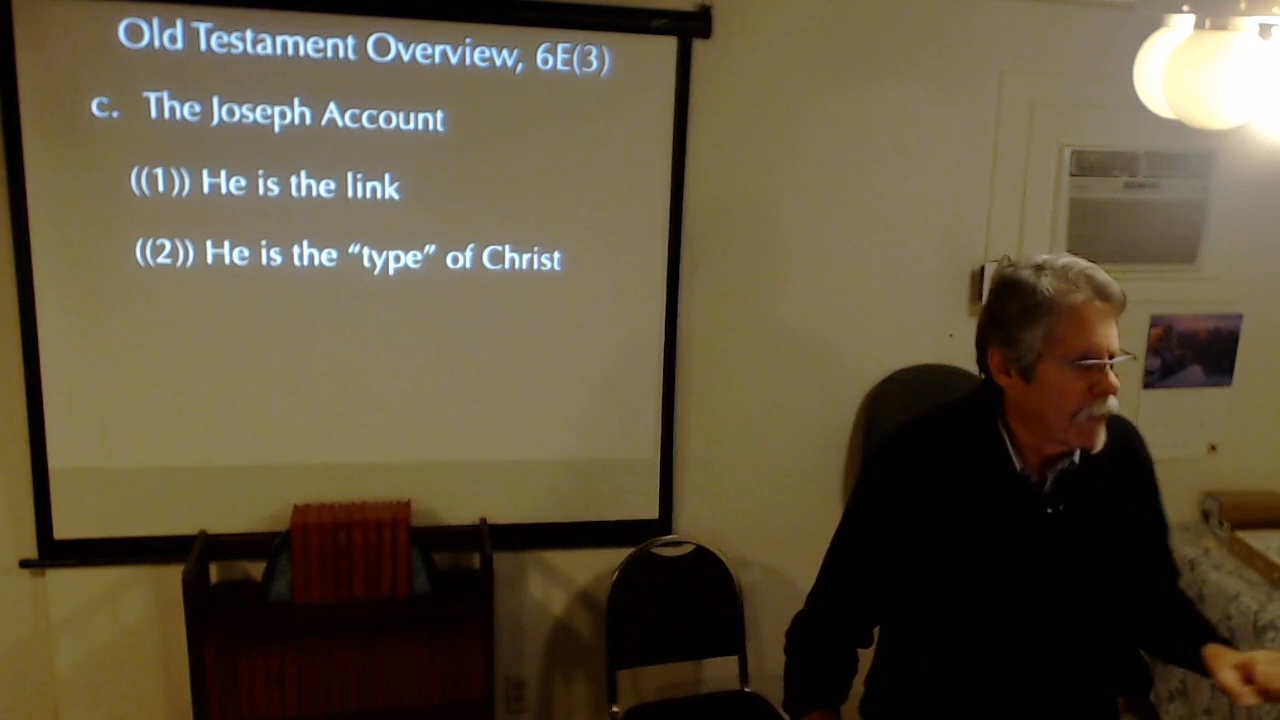 Old Testament Overview, 6E(3)
c. The Joseph Account
((1)) He is the link
((2)) He is the “type” of Christ